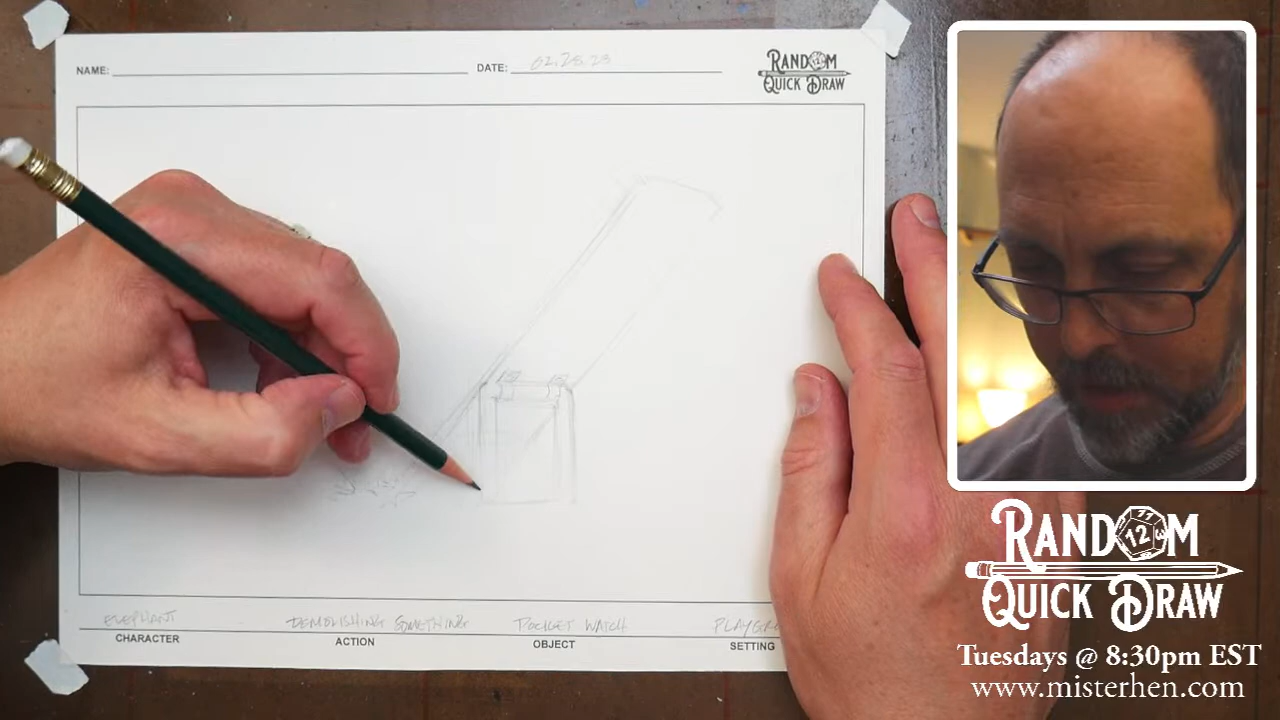 NAME:
DATE: 02.28.23
RANDOM
QUICK DRAW
ELEPHANT
DEMOLISHING SOMETHING
POCKET WATCH
CHARACTER
ACTION
OBJECT
SETTING
RANDOM
11
12
QUICK DRAW
Tuesdays @ 8:30pm EST
www.misterhen.com